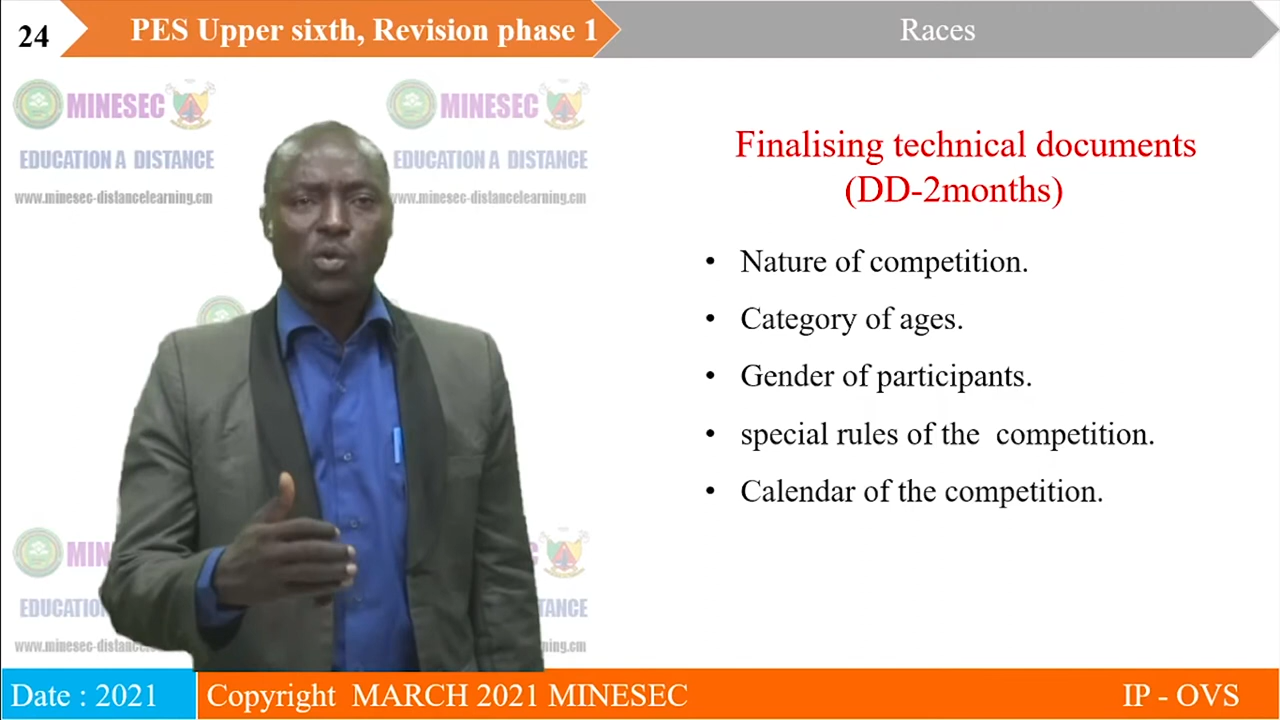 24
PES Upper sixth, Revision phase 1
Races
MINESEC
EDUCATION A DISTANCE
www.minesec-distancelearning.cm
MINESEC
EDUCATION A DISTANCE
www.minesec-distancelearning.cm
Finalising technical documents
(DD-2months)
• Nature of competition.
• Category of ages.
• Gender of participants.
• special rules of the competition.
• Calendar of the competition.
Date : 2021
Copyright MARCH 2021 MINESEC
IP - OVS